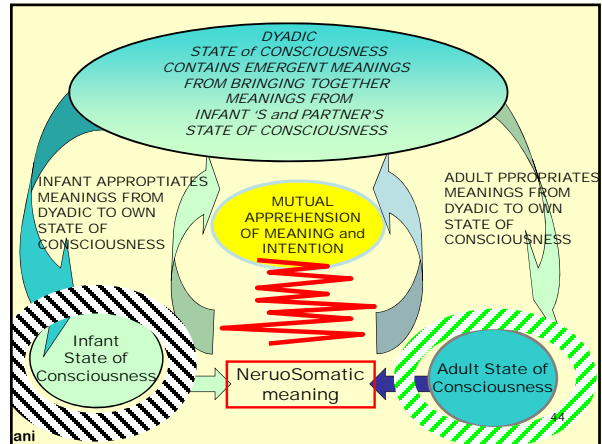 DYADIC
STATE of CONSCIOUSNESS
CONTAINS EMERGENT MEANINGS
FROM BRINGING TOGETHER
MEANINGS FROM
INFANT 'S and PARTNER'S
STATE OF CONSCIOUSNESS
INFANT APPROPTIATES
MEANINGS FROM
DYADIC TO OWN
STATE OF
CONSCIOUSNESS
MUTUAL
APPREHENSION
OF MEANING and
INTENTION
ADULT PPROPRIATES
MEANINGS FROM
DYADIC TO OWN
STATE OF
CONSCIOUSNESS
Infant
State of
Consciousness
NeruoSomatic
meaning
Adult State of
Consciousness
44
ani